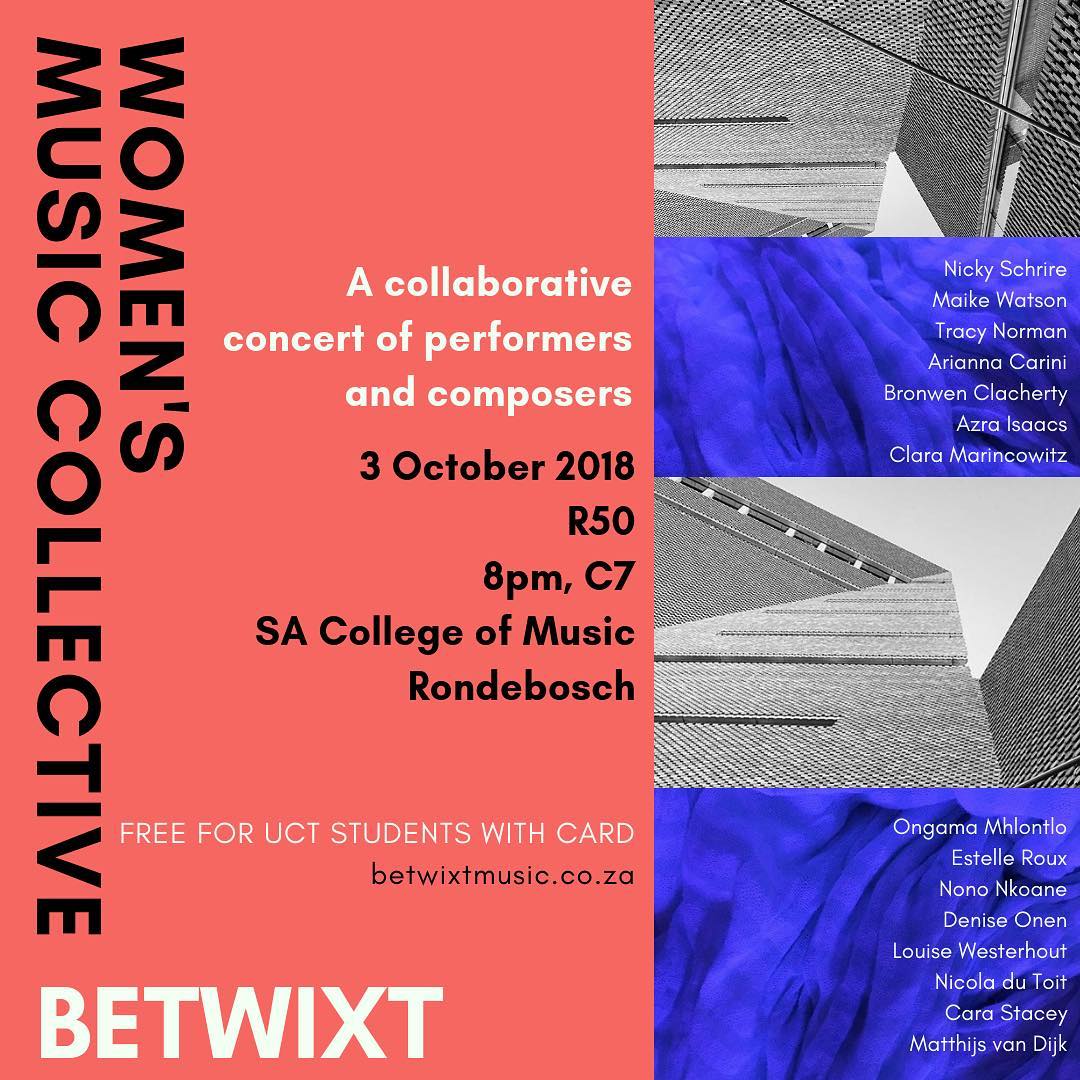 WOMEN'S
MUSIC COLLECTIVE
A collaborative
concert of performers
and composers
3 October 2018
R50
8pm, C7
SA College of Music
Rondebosch
FREE FOR UCT STUDENTS WITH CARD
betwixtmusic.co.za
BETWIXT
Nicky Schrire
Maike Watson
Tracy Norman
Arianna Carini
Bronwen Clacherty
Azra Isaacs
Clara Marincowitz
Ongama Mhlontlo
Estelle Roux
Nono Nkoane
Denise Onen
Louise Westerhout
Nicola du Toit
Cara Stacey
Matthijs van Dijk